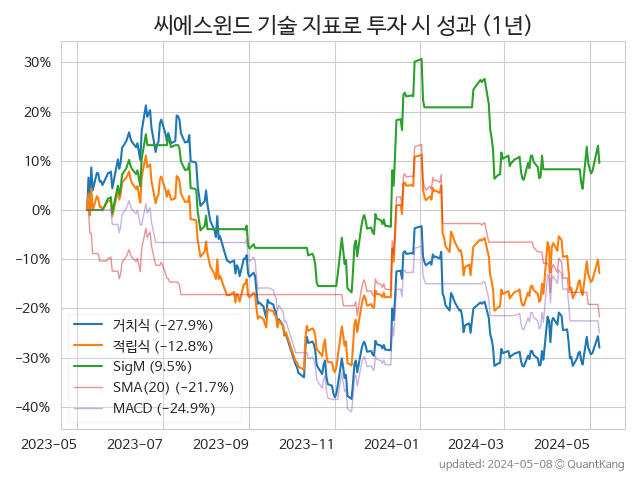 씨에스윈드 기술 지표로 투자 시 성과 (1년)
30%
20%
10%
0%
−10%
−20%
−30%
−40%
거치식 (−27.9%)
적립식 (−12.8%)
SigM (9.5%)
SMA(20) (−21.7%)
MACD (−24.9%)
2023-05 2023-07 2023-09 2023-11 2024-01 2024-03 2024-05
updated: 2024-05-08 © QuantKang